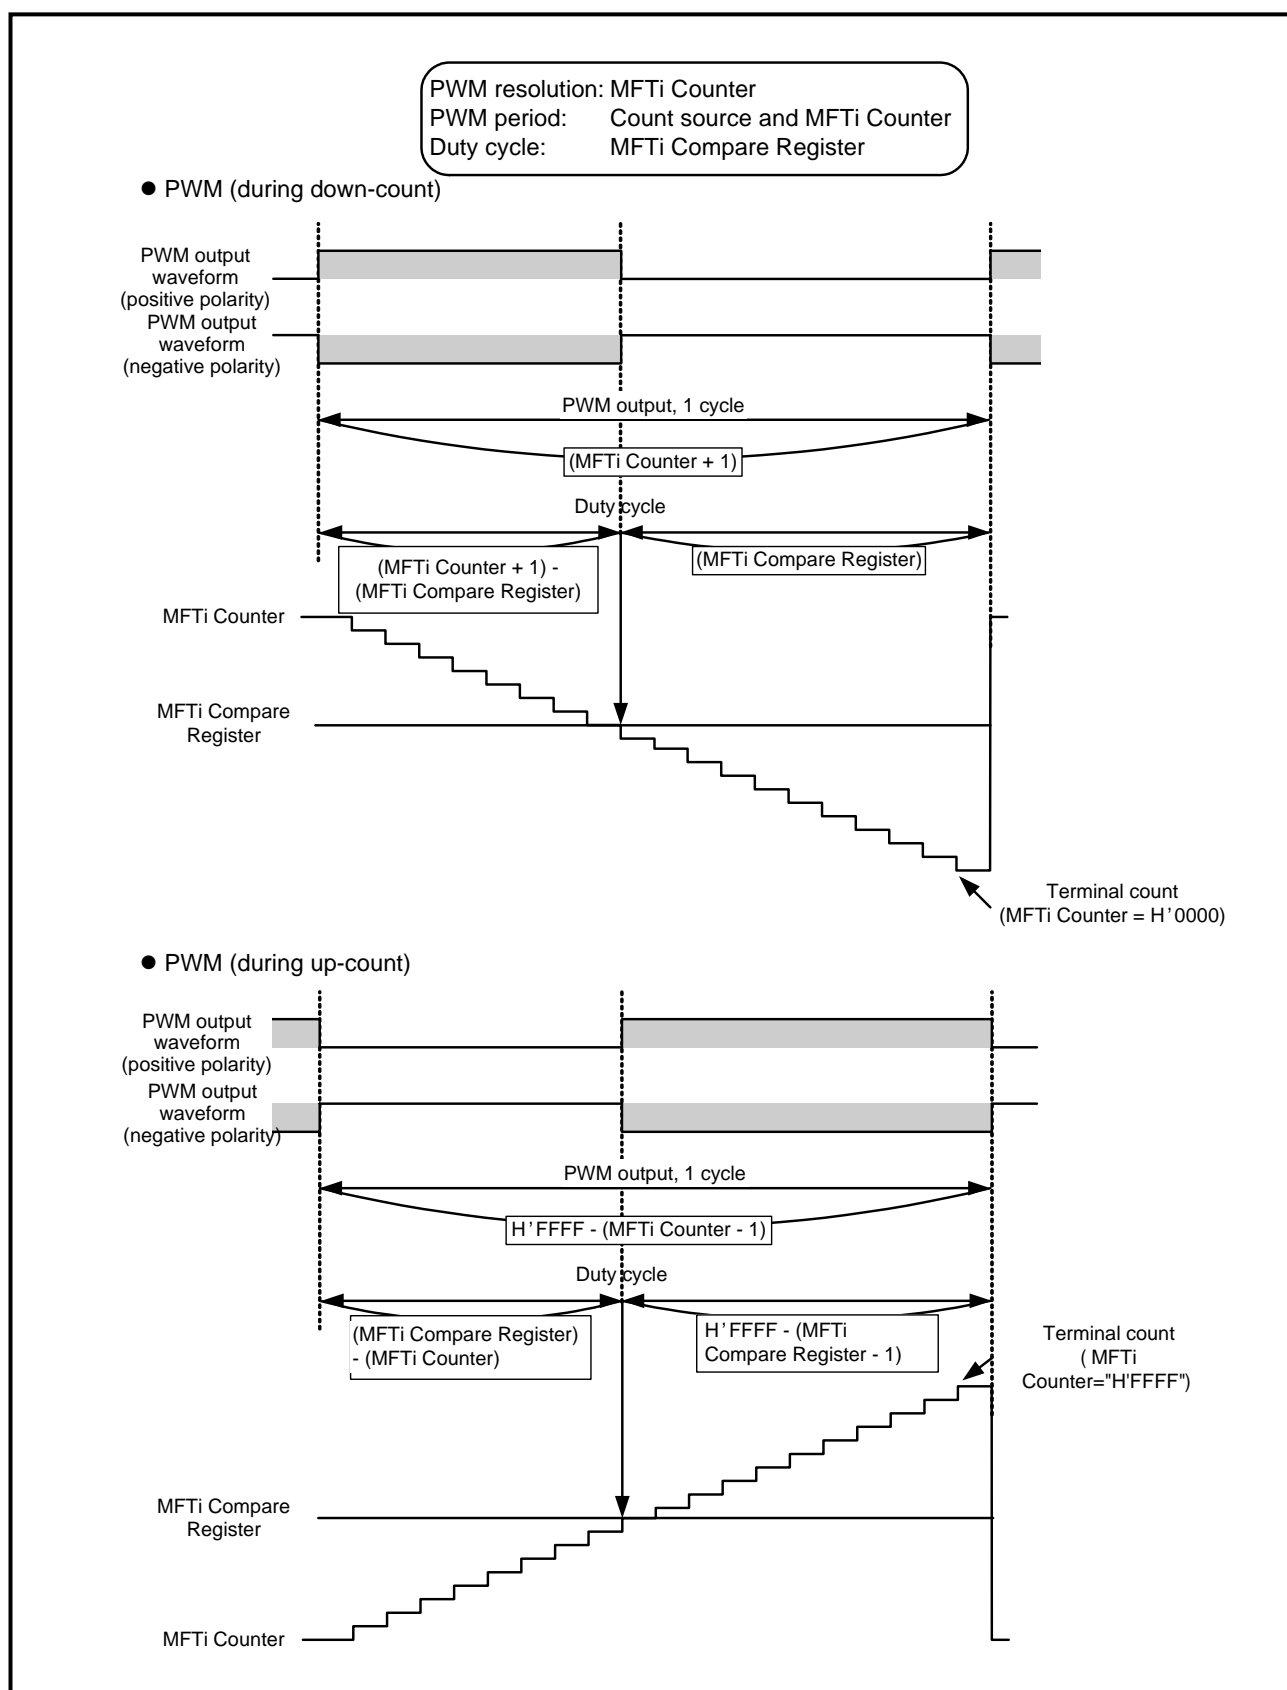 PWM resolution: MFTi Counter
PWM period: Count source and MFTi Counter
Duty cycle: MFTi Compare Register
● PWM (during down-count)
PWM output
waveform
(positive polarity)
PWM output
waveform
(negative polarity)
PWM output, 1 cycle
(MFTi Counter + 1)
Duty cycle
(MFTi Counter + 1) -
(MFTi Compare Register)
(MFTi Compare Register)
MFTi Counter
MFTi Compare
Register
Terminal count
(MFTi Counter = H'0000)
● PWM (during up-count)
PWM output
waveform
(positive polarity)
PWM output
waveform
(negative polarity)
PWM output, 1 cycle
H'FFFF - (MFTi Counter - 1)
Duty cycle
(MFTi Compare Register)
- (MFTi Counter)
H'FFFF - (MFTi
Compare Register - 1)
Terminal count
( MFTi
Counter="H'FFFF")
MFTi Compare
Register
MFTi Counter